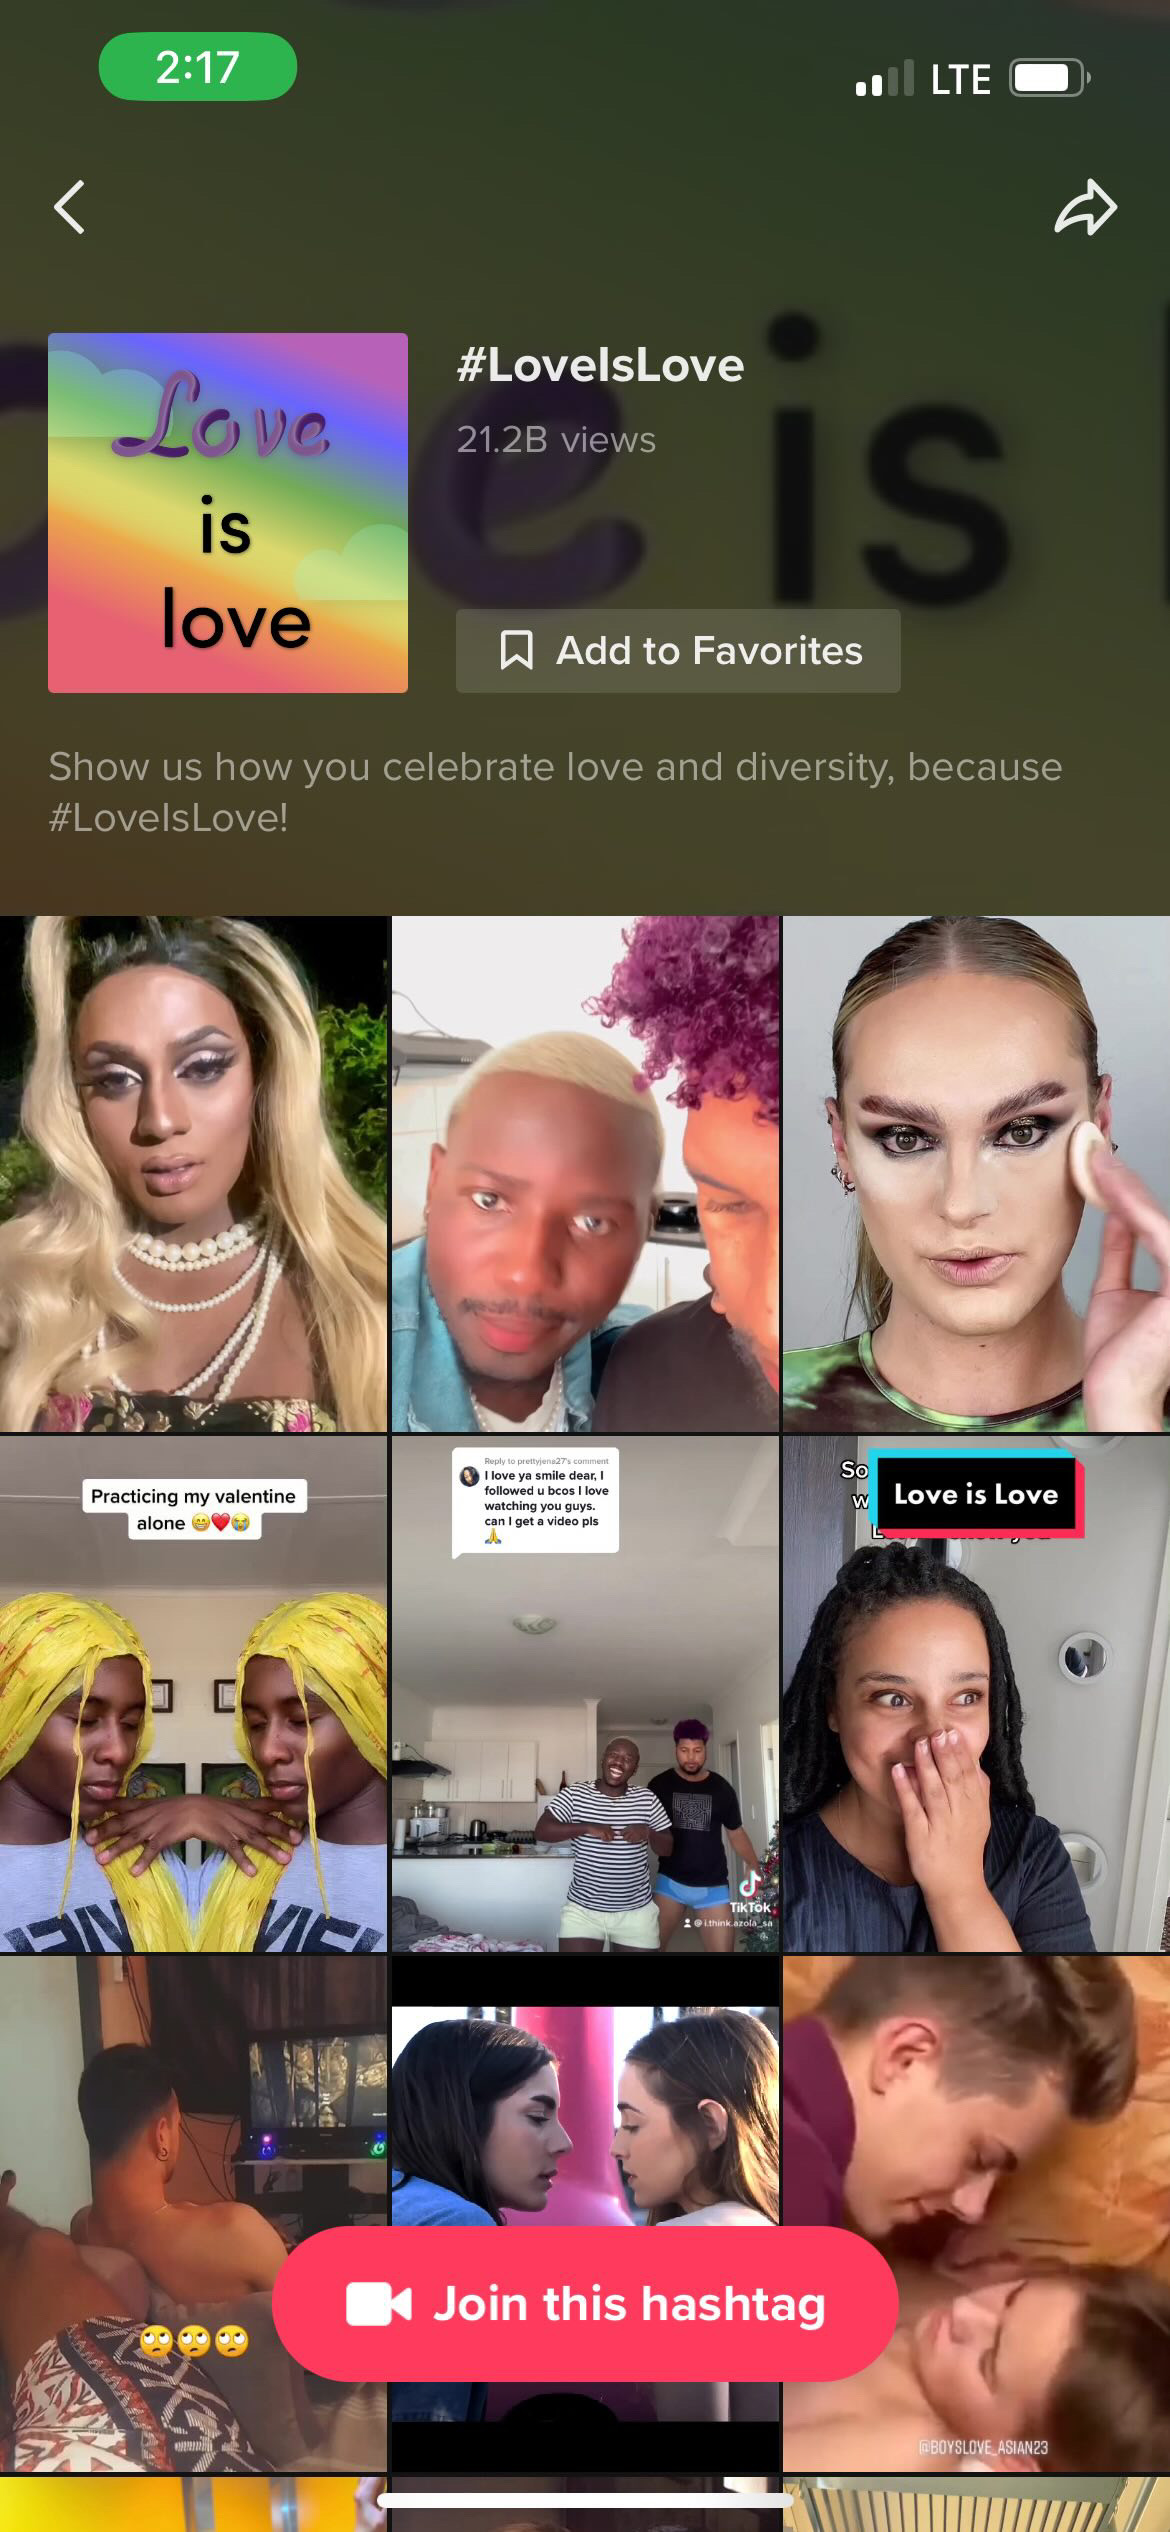 2:17
LTE
Love
is
love
#LoveIsLove
21.2B views
Add to Favorites
Show us how you celebrate love and diversity, because
#LoveIsLove!
Practicing my valentine
alone 😁❤️😭
Reply to prettyjena27's comment
I love ya smile dear, I
followed u bcos I love
watching you guys.
can I get a video pls
🙏
TikTok
@i.think.azola_sa
So
w
Love is Love
🙄🙄🙄
Join this hashtag
@BOYSLOVE_ASIAN23